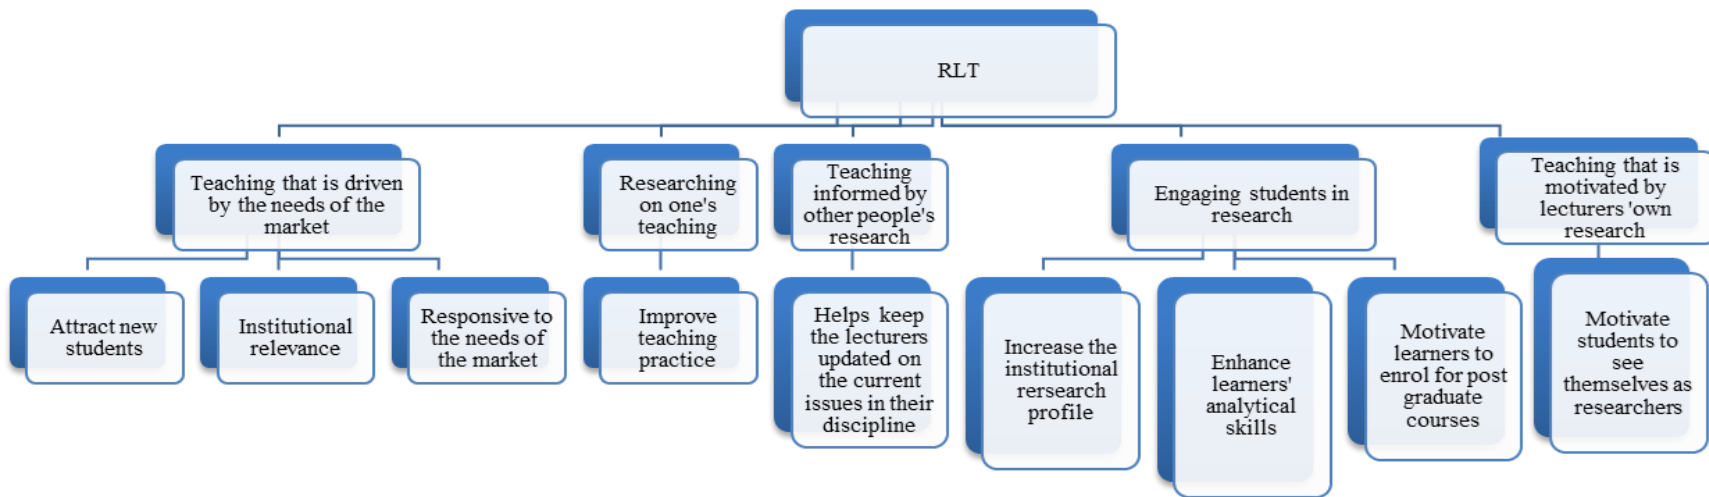 RLT
Teaching that is driven
by the needs of the
market
Researching
on one's
teaching
Teaching
informed by
other people's
research
Engaging students in
research
Teaching that is
motivated by
lecturers 'own
research
Attract new
students
Institutional
relevance
Responsive to
the needs of
the market
Improve
teaching
practice
Helps keep
the lecturers
updated on
the current
issues in their
discipline
Increase the
institutional
rersearch
profile
Enhance
learners'
analytical
skills
Motivate
learners to
enrol for post
graduate
courses
Motivate
students to
see
themselves as
researchers